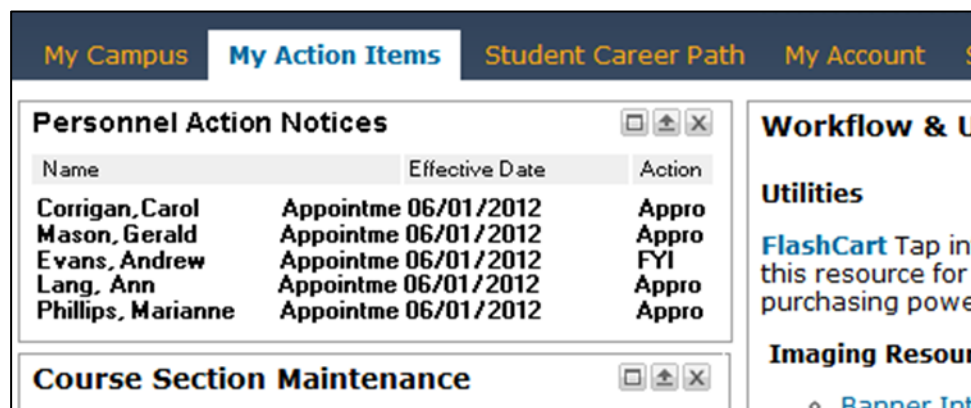 My Campus My Action Items Student Career Path My Account
Personnel Action Notices
Name Effective Date Action
Corrigan,Carol Appointme 06/01/2012 Appro
Mason, Gerald Appointme 06/01/2012 Appro
Evans, Andrew Appointme 06/01/2012 FYI
Lang, Ann Appointme 06/01/2012 Appro
Phillips, Marianne Appointme 06/01/2012 Appro
Course Section Maintenance
Workflow & U
Utilities
FlashCart Tap in
this resource for
purchasing powe
Imaging Resour
Banner Int